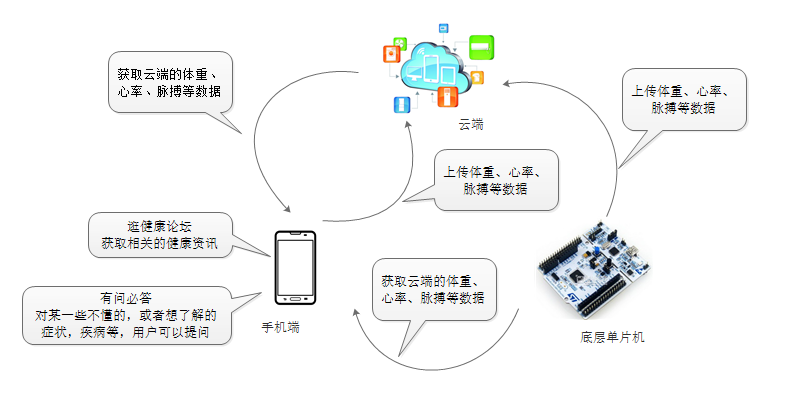 获取云端的体重、
心率、脉搏等数据
云端
上传体重、心率、
脉搏等数据
上传体重、心率、
脉搏等数据
逛健康论坛
获取相关的健康资讯
有问必答
对某一些不懂的，或者想了解的
症状，疾病等，用户可以提问
手机端
获取云端的体重、
心率、脉搏等数据
底层单片机